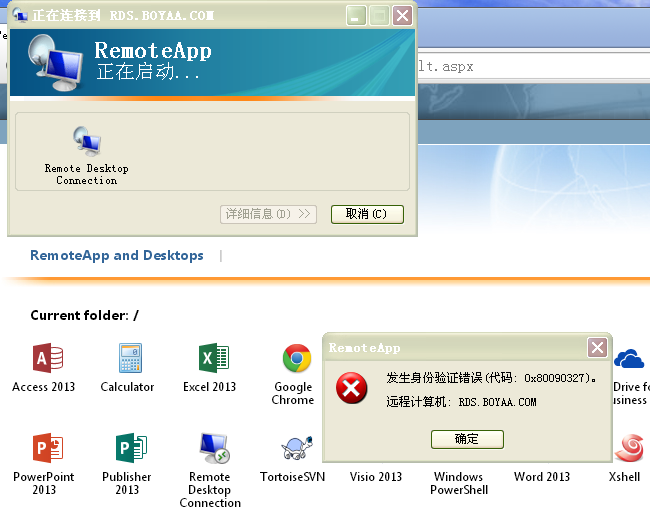 正在连接到 RDS.BOYAA.COM
RemoteApp
正在启动...
lt.aspx
Remote Desktop
Connection
详细信息(D) >>
取消(C)
RemoteApp and Desktops |
Current folder: /
RemoteApp
发生身份验证错误(代码: 0x80090327)。
远程计算机: RDS.BOYAA.COM
确定
Access 2013
Calculator
Excel 2013
Google
Chrome
Drive for
usiness
PowerPoint
2013
Publisher
2013
Remote
Desktop
Connection
TortoiseSVN
Visio 2013
Windows
PowerShell
Word 2013
Xshell